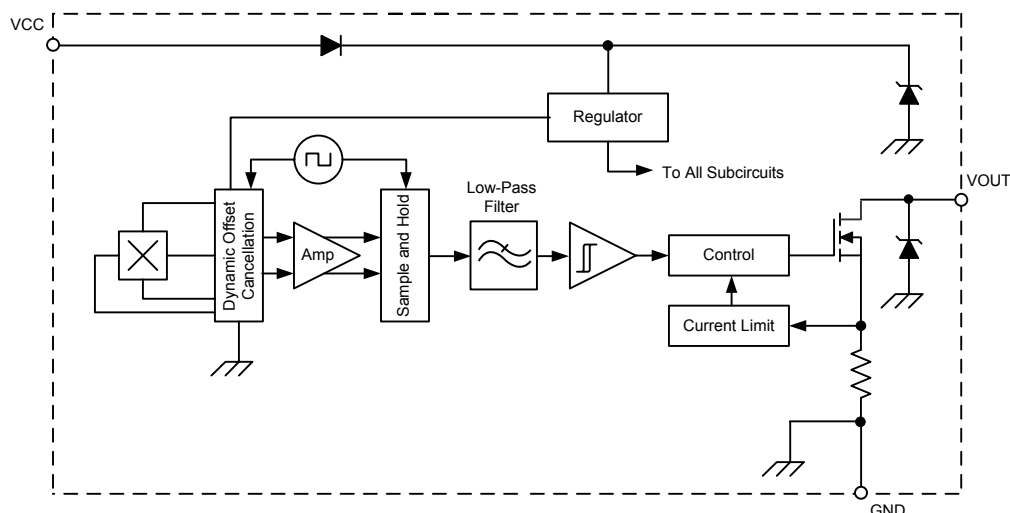 VCC
Regulator
To All Subcircuits
Low-Pass
Filter
VOUT
Dynamic Offset
Cancellation
Amp
Sample and Hold
Control
Current Limit
GND